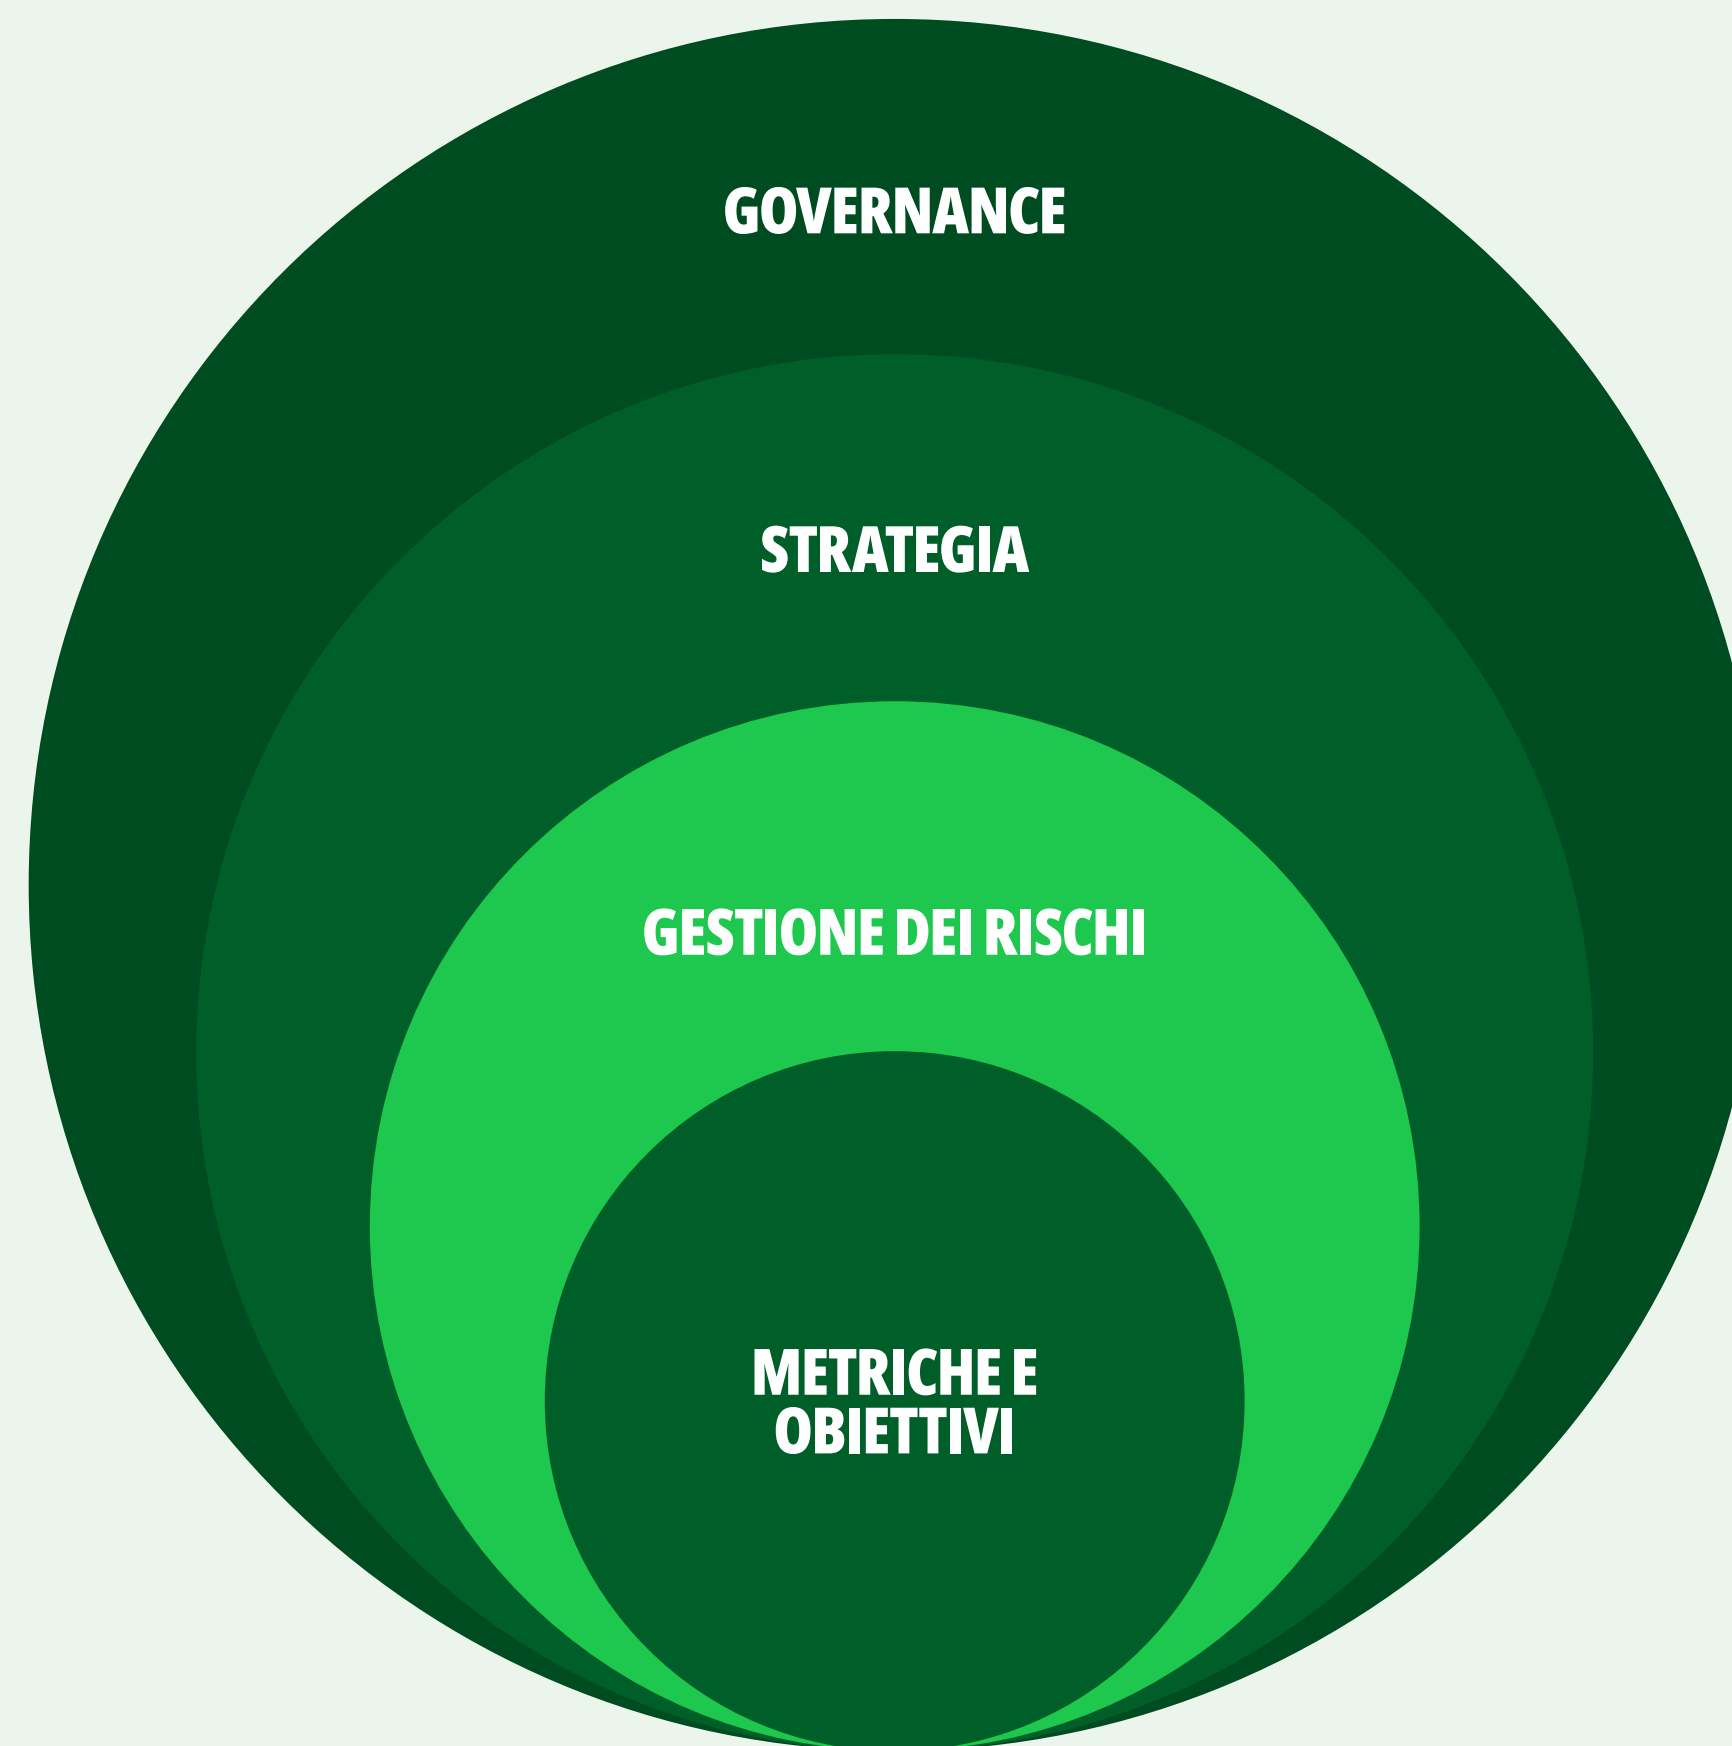 GOVERNANCE
STRATEGIA
GESTIONE DEI RISCHI
METRICHE E
OBIETTIVI